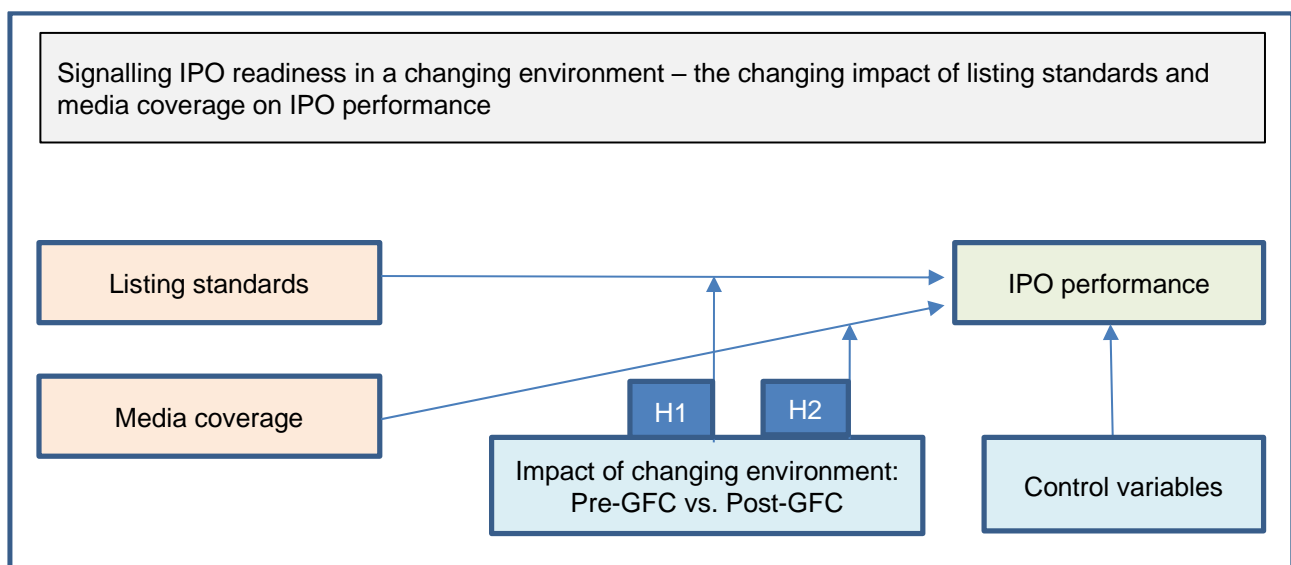 Signalling IPO readiness in a changing environment – the changing impact of listing standards and
media coverage on IPO performance
Listing standards
IPO performance
Media coverage
H1
H2
Impact of changing environment:
Pre-GFC vs. Post-GFC
Control variables